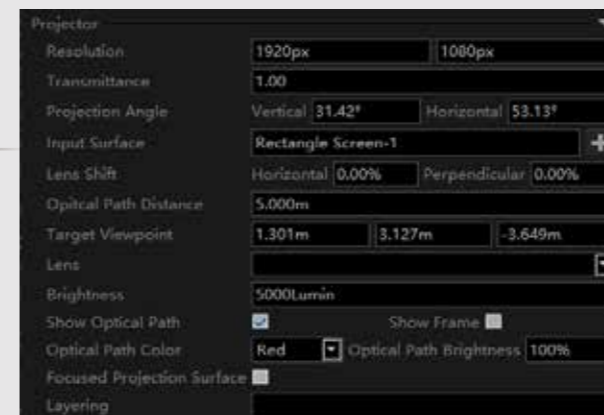 Projector
Resolution 1920px 1080px
Transmittance 1.00
Projection Angle Vertical 31.42° Horizontal 53.13°
Input Surface Rectangle Screen-1
Lens Shift Horizontal 0.00% Perpendicular 0.00%
Opitcal Path Distance 5.000m
Target Viewpoint 1.301m 3.127m -3.649m
Lens
Brightness 5000Lumin
Show Optical Path Show Frame
Optical Path Color Red Optical Path Brightness 100%
Focused Projection Surface
Layering